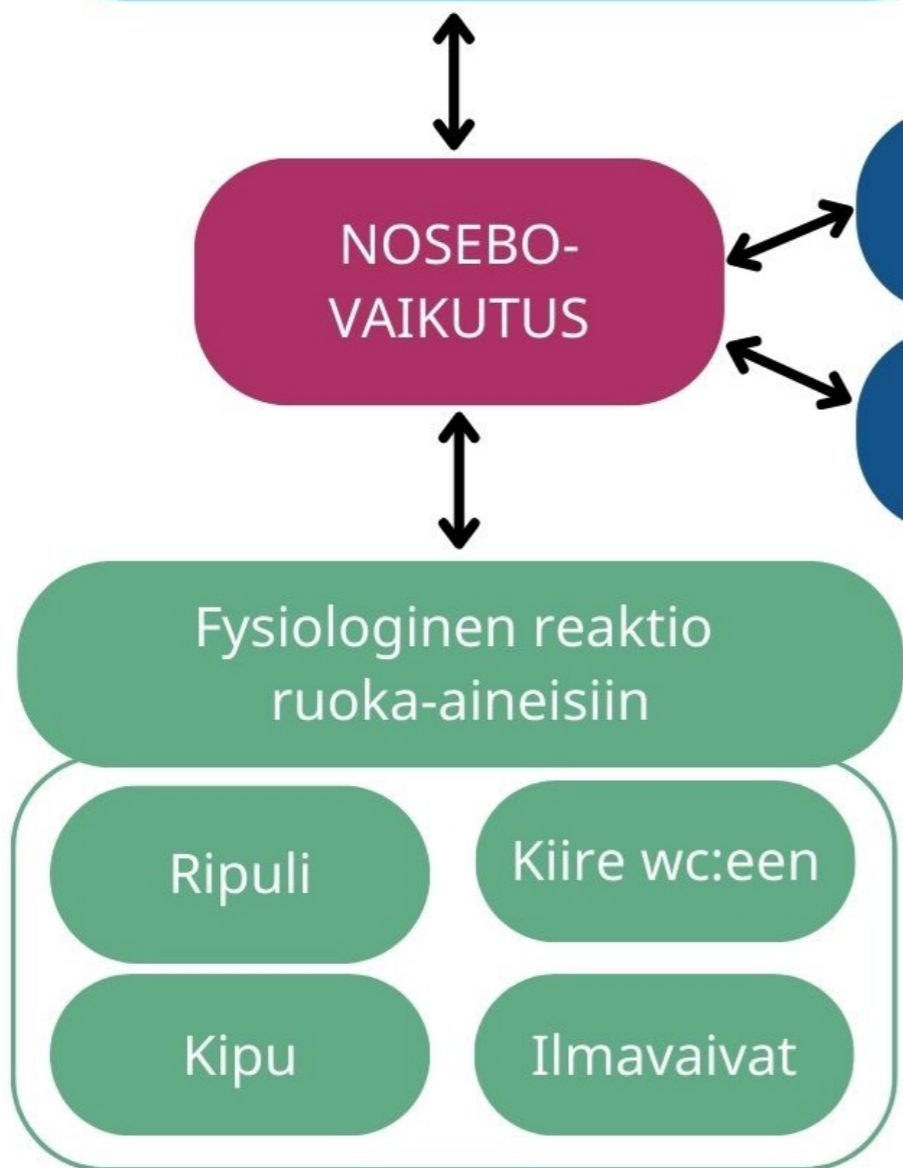 NOSEBO-
VAIKUTUS
Fysiologinen reaktio
ruoka-aineisiin
Ripuli
Kiire wc:een
Kipu
Ilmavaivat